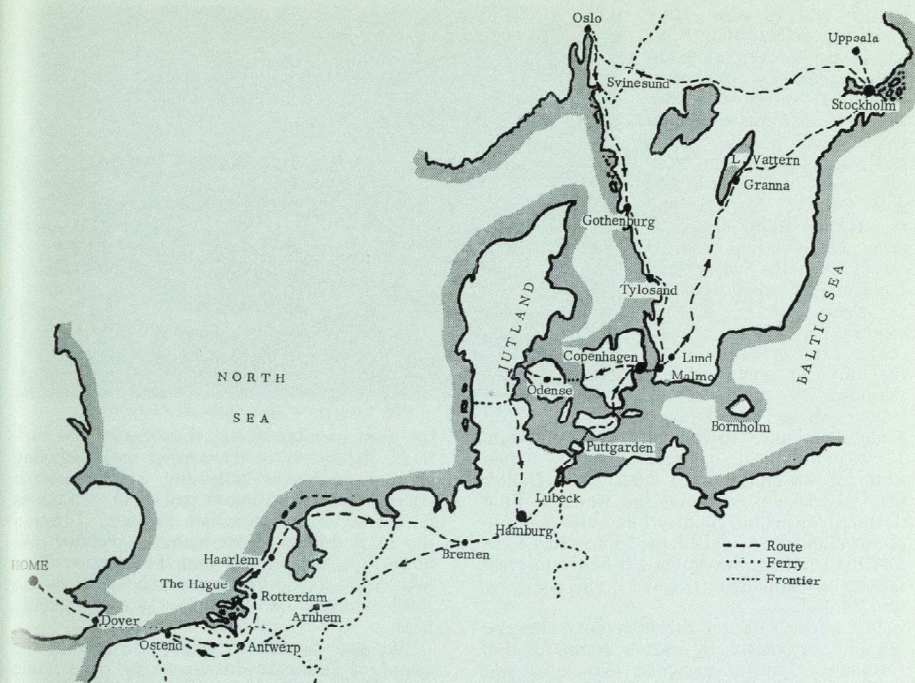 Oslo
Uppsala
Svinesund
Stockholm
L. Vattern
Granna
Gothenburg
Tylosand
JUTLAND
BALTIC SEA
Copenhagen
Lund
Malmo
Odense
NORTH
SEA
Bornholm
Puttgarden
Lubeck
Hamburg
Bremen
Route
Ferry
Frontier
HOME
Haarlem
The Hague
Rotterdam
Arnhem
Dover
Ostend
Antwerp